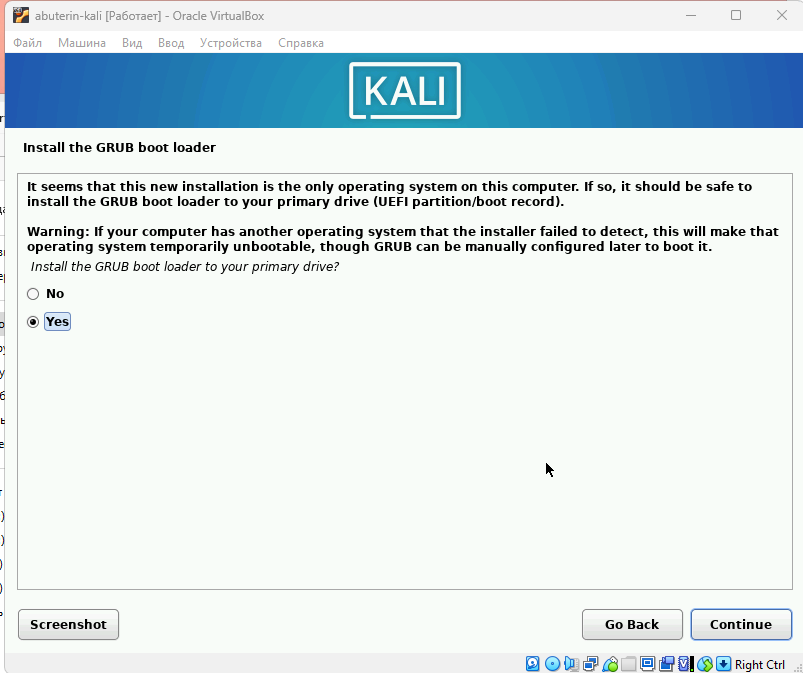 abuterin-kali [Работает] - Oracle VirtualBox
Файл Машина Вид Ввод Устройства Справка
KALI
Install the GRUB boot loader
It seems that this new installation is the only operating system on this computer. If so, it should be safe to
install the GRUB boot loader to your primary drive (UEFI partition/boot record).
Warning: If your computer has another operating system that the installer failed to detect, this will make that
operating system temporarily unbootable, though GRUB can be manually configured later to boot it.
Install the GRUB boot loader to your primary drive?
No
Yes
Screenshot Go Back Continue
Right Ctrl